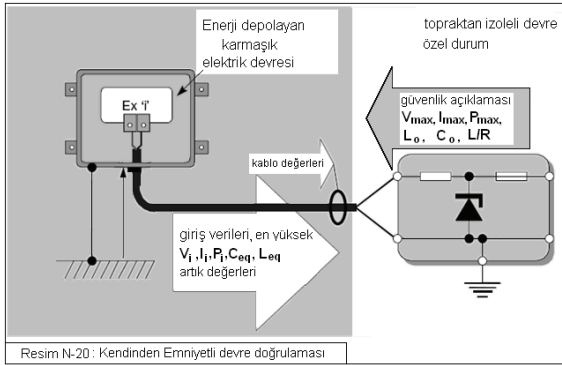 Enerji depolayan
karmaşık
elektrik devresi
topraktan izoleli devre
özel durum
Ex 'i'
güvenlik açıklaması
Vmax, Imax, Pmax,
Lo, Co, L/R
kablo değerleri
giriş verileri, en yüksek
Vi ,Ii, Pi, Ceq, Leq
artık değerleri
Resim N-20 : Kendinden Emniyetli devre doğrulaması